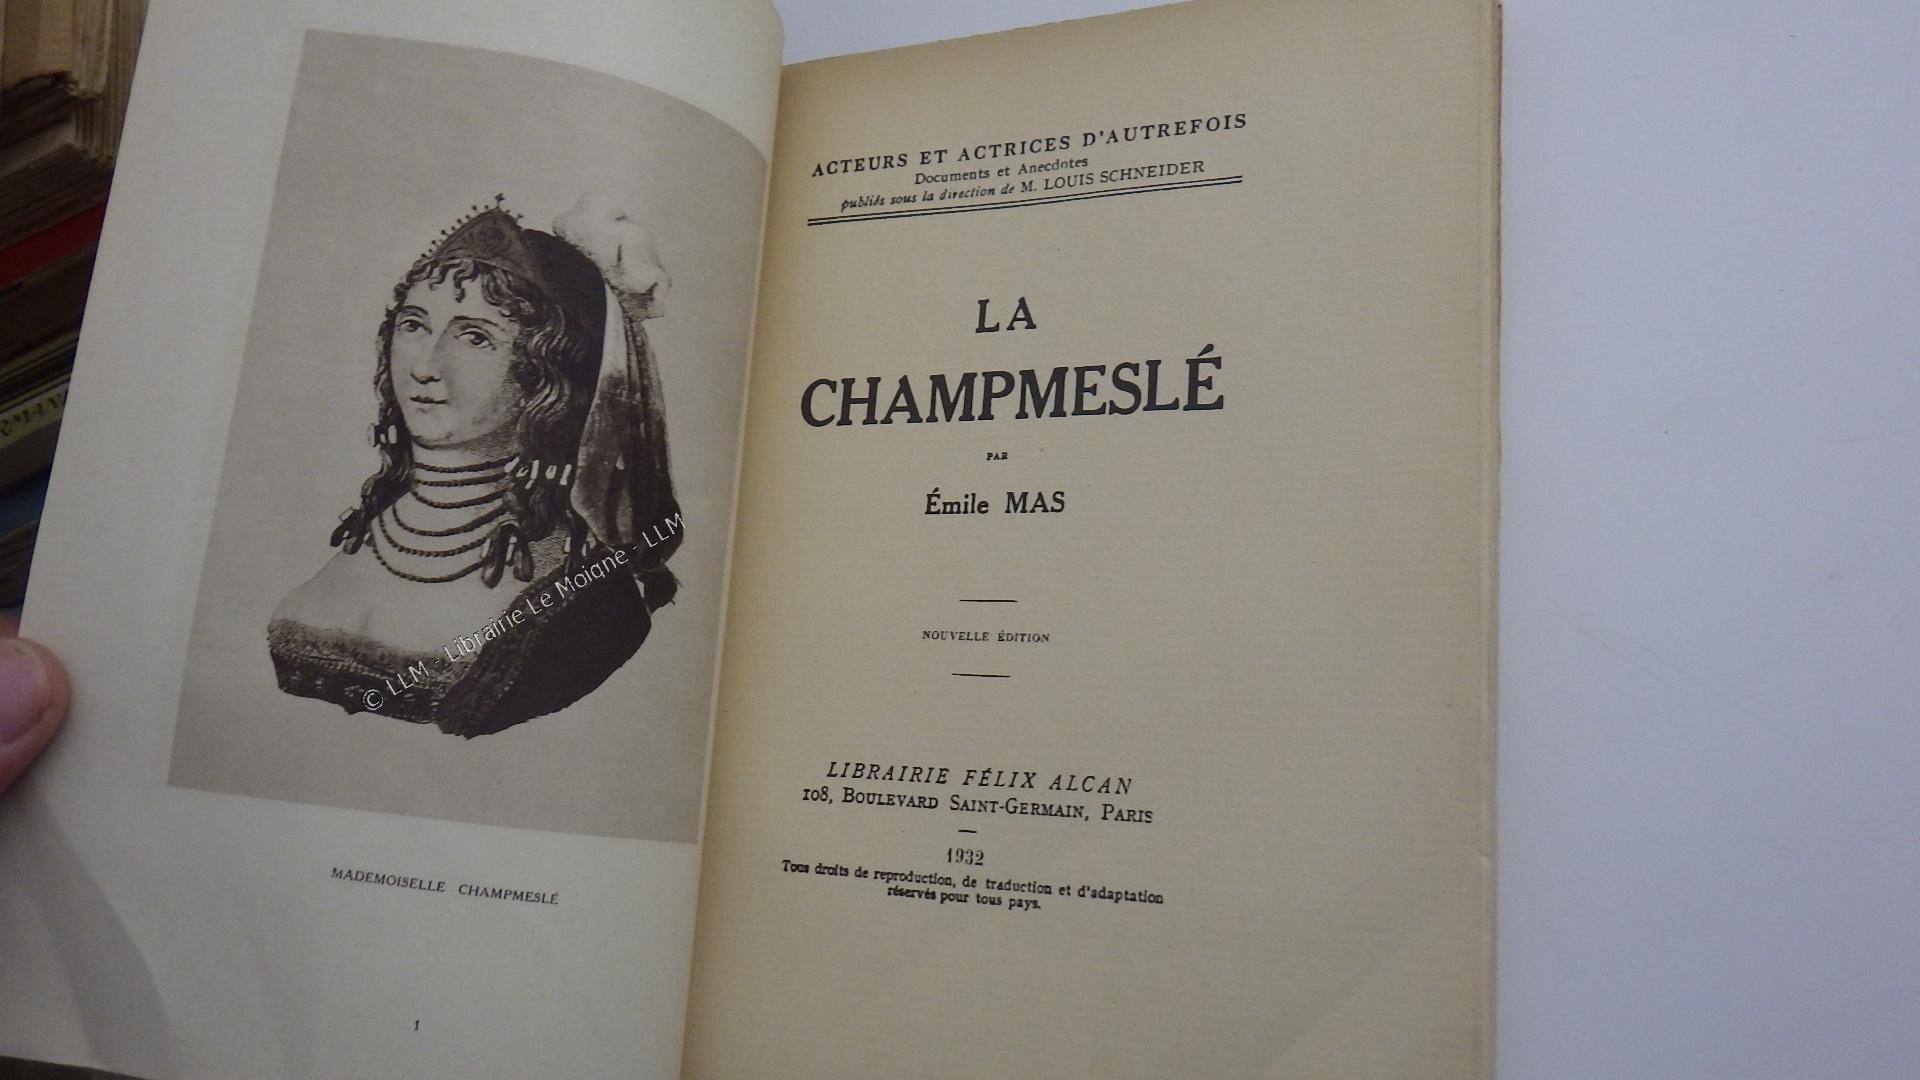 MADEMOISELLE CHAMPMESLÉ
1
© LLM - Librairie Le Moigne - LLM
ACTEURS ET ACTRICES D'AUTREFOIS
Documents et Anecdotes
publiés sous la direction de M. LOUIS SCHNEIDER
LA
CHAMPMESLÉ
PAR
Émile MAS
NOUVELLE ÉDITION
LIBRAIRIE FÉLIX ALCAN
108, BOULEVARD SAINT-GERMAIN, PARIS
1932
Tous droits de reproduction, de traduction et d'adaptation
réservés pour tous pays.